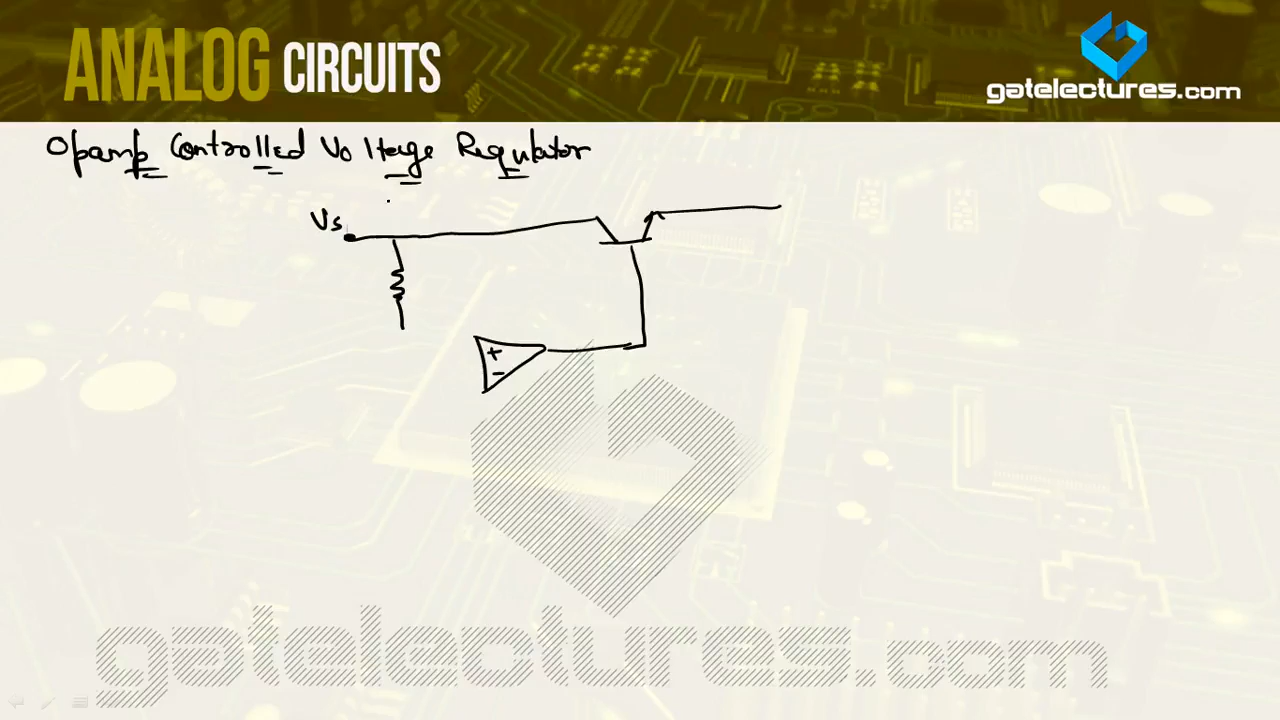 ANALOG CIRCUITS
gatelectures.com
Opamp Controlled Voltage Regulator
Vs
+
-
gatelectures.com